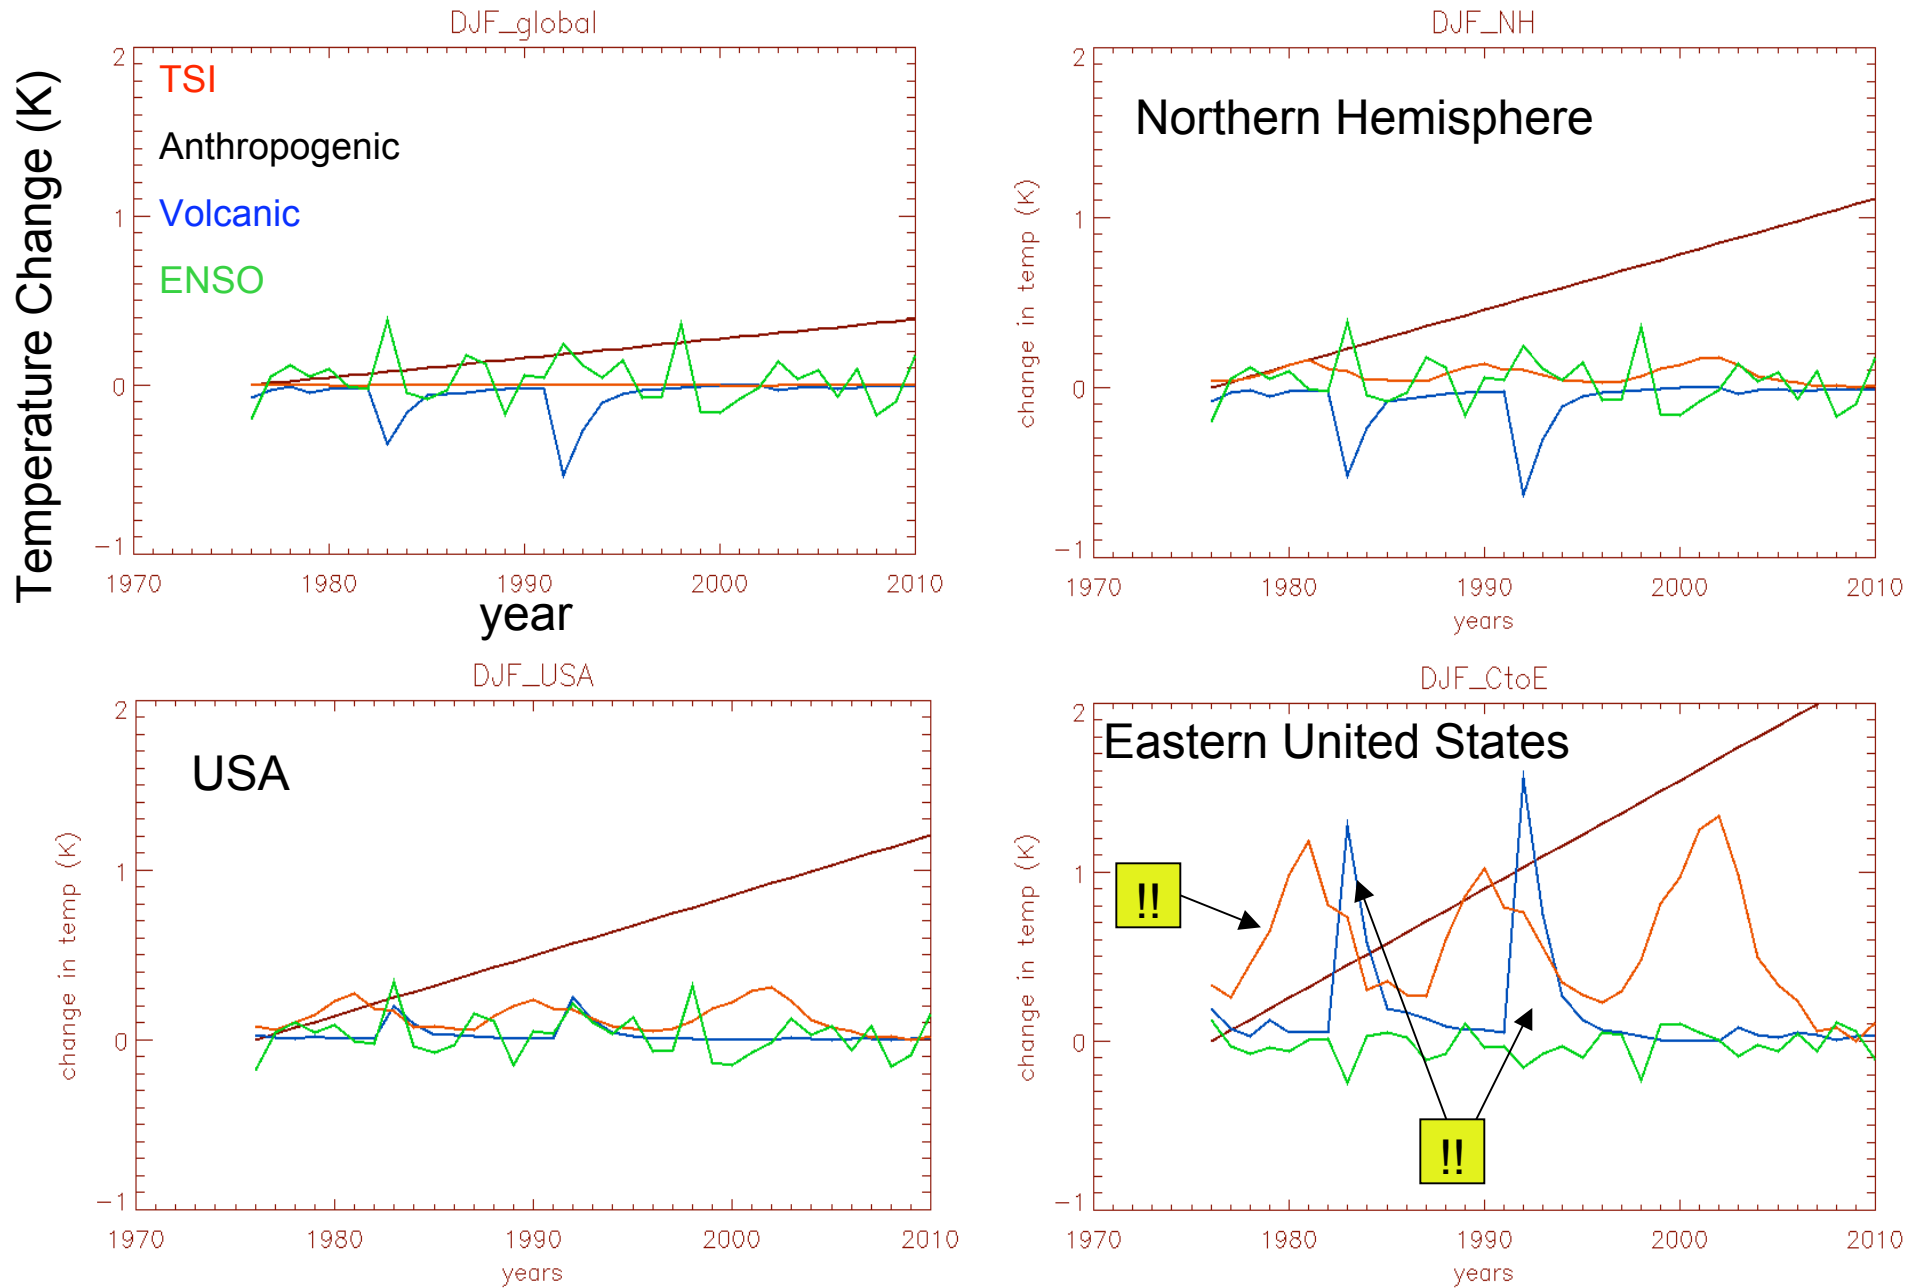 DJF_global
Temperature Change (K)
2
1
0
−1
TSI
Anthropogenic
Volcanic
ENSO
1970 1980 1990 2000 2010
year
DJF_NH
Northern Hemisphere
change in temp (K)
2
1
0
−1
1970 1980 1990 2000 2010
years
DJF_USA
USA
change in temp (K)
2
1
0
−1
1970 1980 1990 2000 2010
years
DJF_CtoE
Eastern United States
change in temp (K)
2
1
0
−1
!!
!!
1970 1980 1990 2000 2010
years